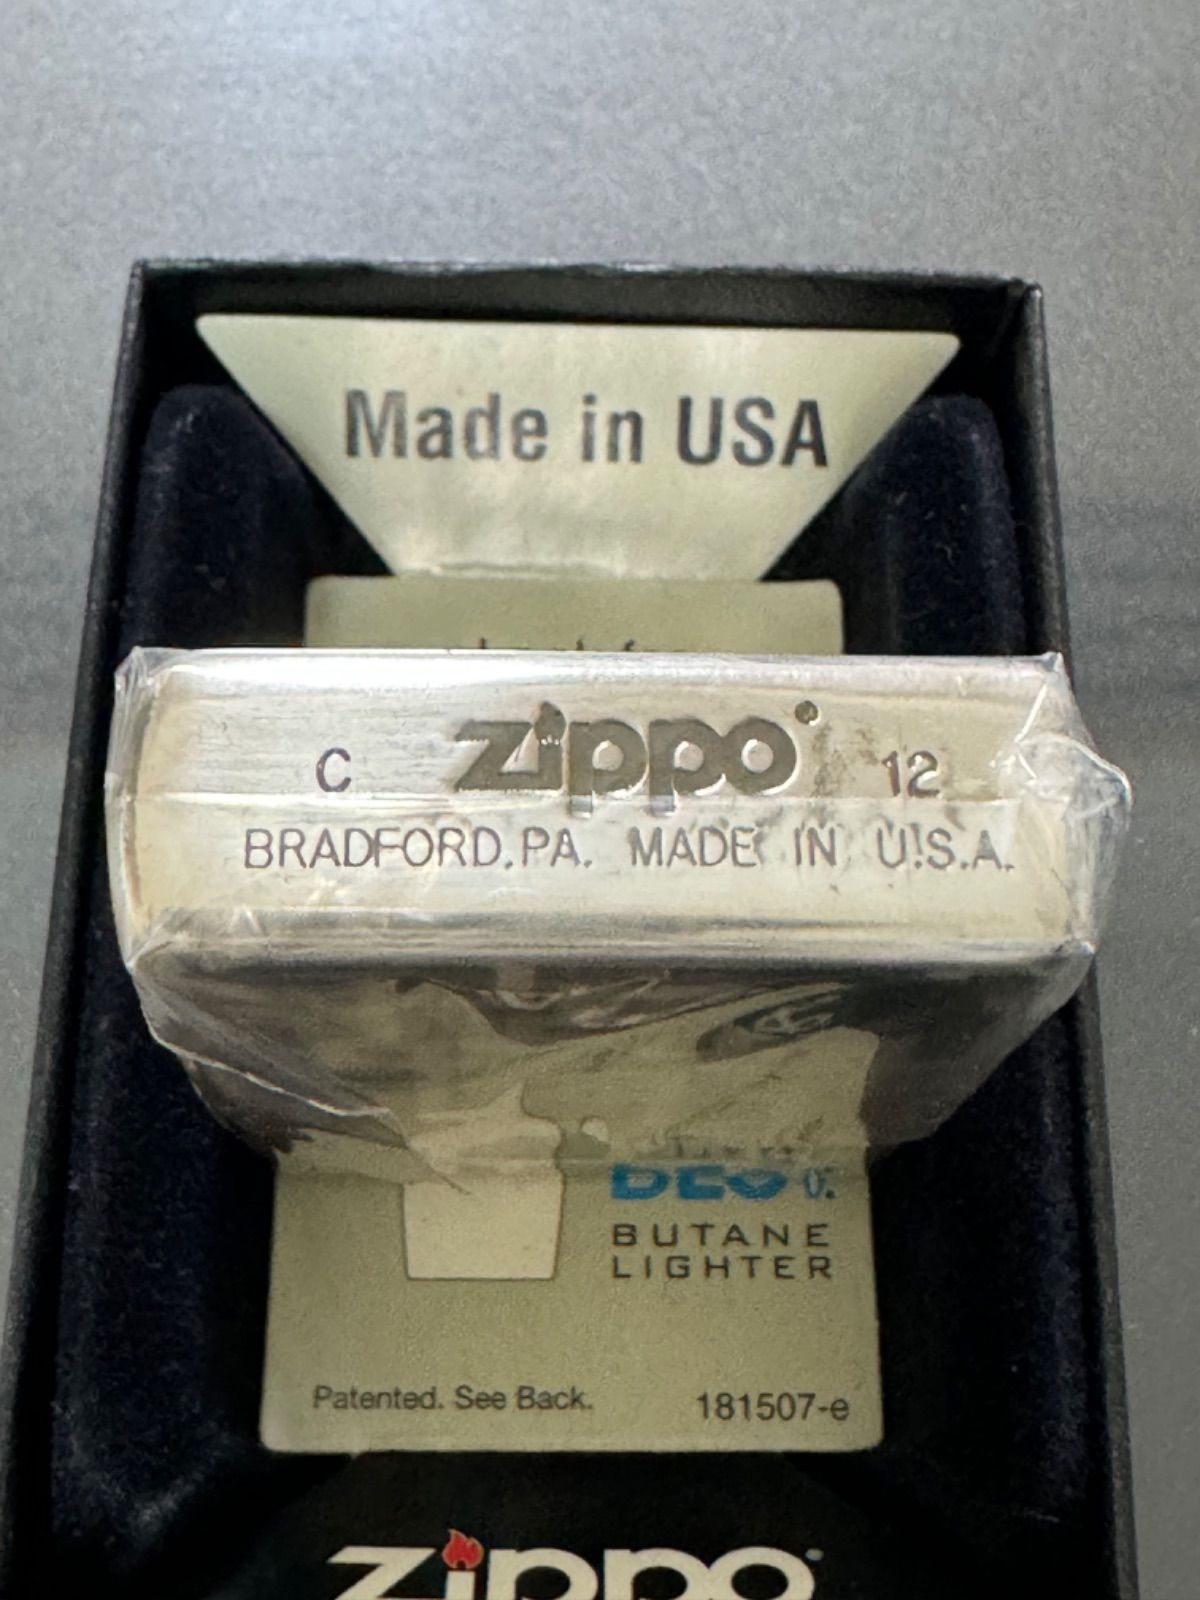 Made in USA
zippo
C 12
BRADFORD,PA. MADE IN U.S.A.
BUTANE
LIGHTER
Patented. See Back. 181507-e
zippo